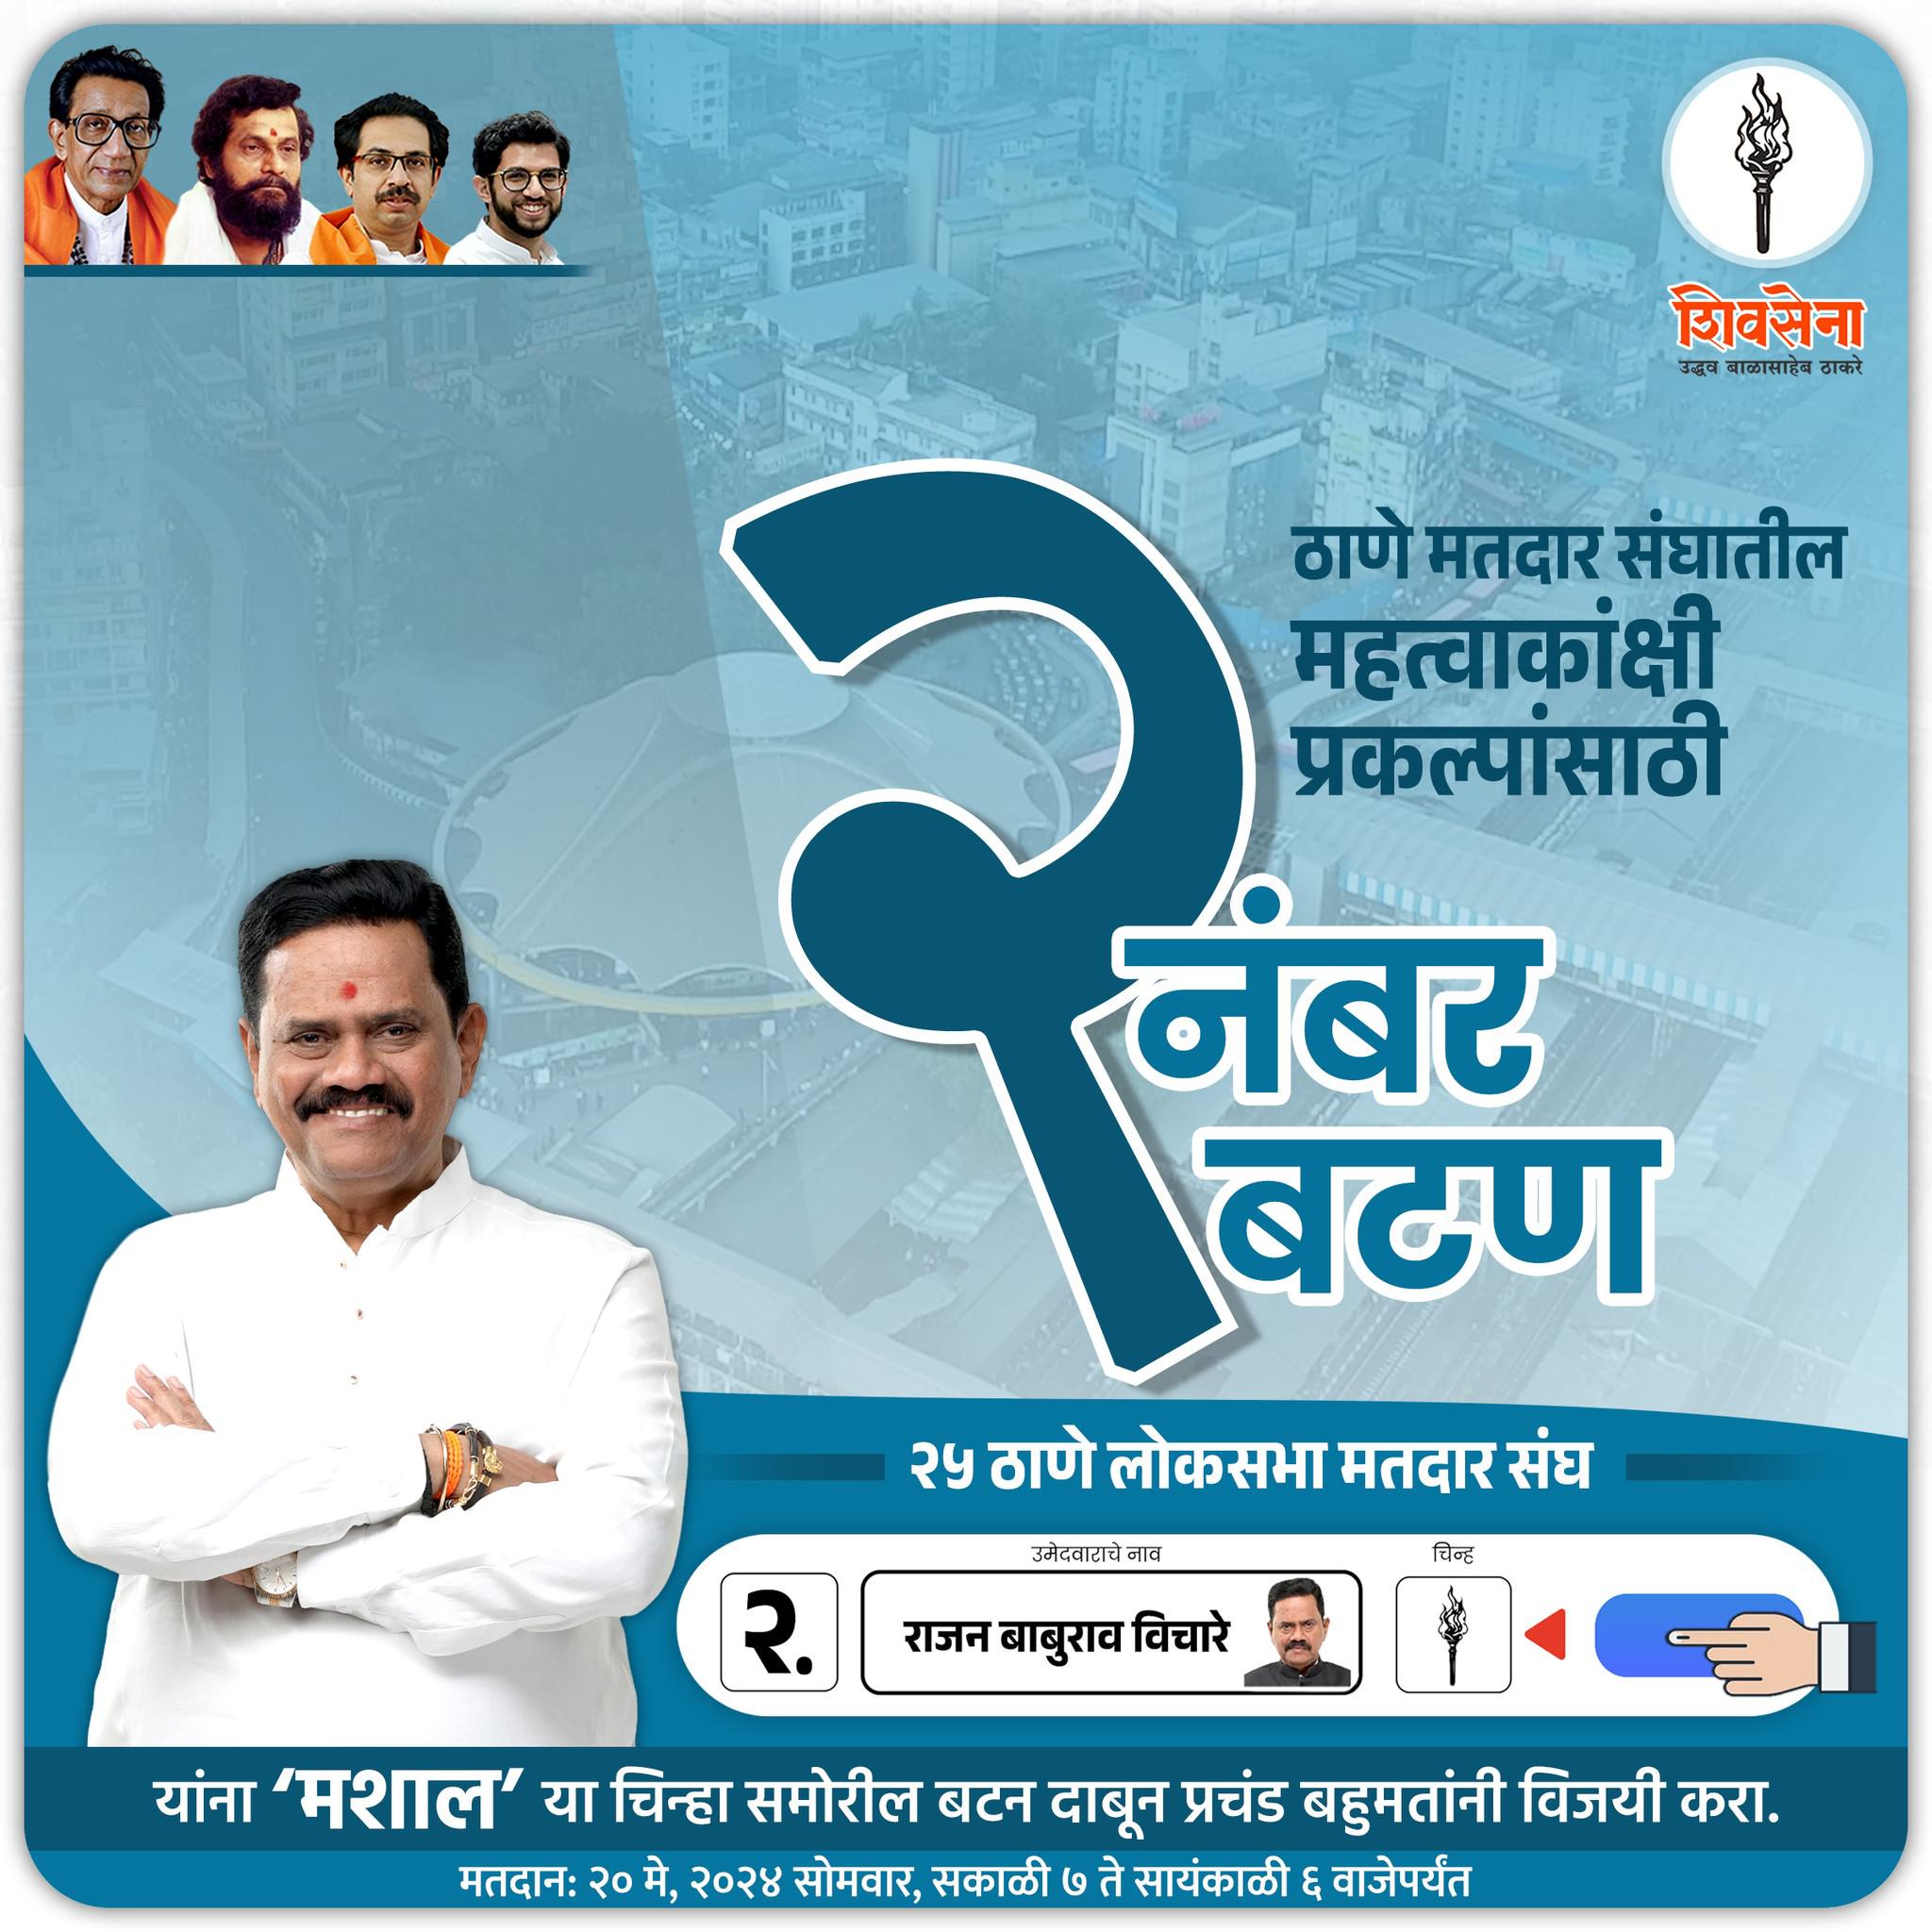 शिवसेना
उद्धव बाळासाहेब ठाकरे
ठाणे मतदार संघातील
महत्वाकांक्षी
प्रकल्पांसाठी
२
नंबर
बटण
२५ ठाणे लोकसभा मतदार संघ
उमेदवाराचे नाव
चिन्ह
२.
राजन बाबुराव विचारे
यांना ‘मशाल’ या चिन्हा समोरील बटन दाबून प्रचंड बहुमतांनी विजयी करा.
मतदान: २० मे, २०२४ सोमवार, सकाळी ७ ते सायंकाळी ६ वाजेपर्यंत